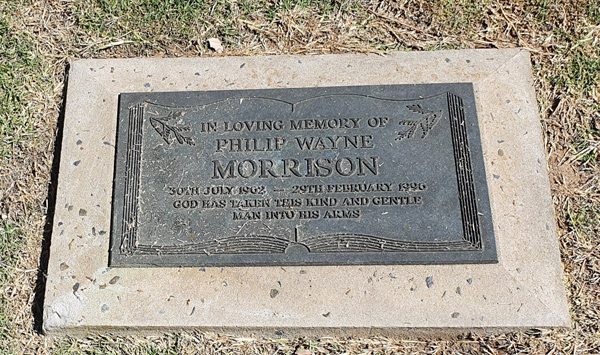 IN LOVING MEMORY OF
PHILIP WAYNE
MORRISON
30TH JULY 1962 — 29TH FEBRUARY 1996
GOD HAS TAKEN THIS KIND AND GENTLE
MAN INTO HIS ARMS